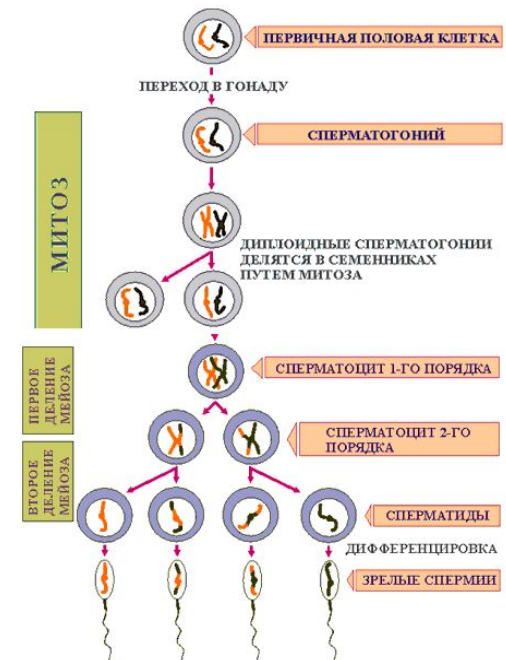 ПЕРВИЧНАЯ ПОЛОВАЯ КЛЕТКА
ПЕРЕХОД В ГОНАДУ
СПЕРМАТОГОНИЙ
МИТОЗ
ДИПЛОИДНЫЕ СПЕРМАТОГОНИИ
ДЕЛЯТСЯ В СЕМЕННИКАХ
ПУТЕМ МИТОЗА
ПЕРВОЕ
ДЕЛЕНИЕ
МЕЙОЗА
СПЕРМАТОЦИТ 1-ГО ПОРЯДКА
СПЕРМАТОЦИТ 2-ГО
ПОРЯДКА
ВТОРОЕ
ДЕЛЕНИЕ
МЕЙОЗА
СПЕРМАТИДЫ
ДИФФЕРЕНЦИРОВКА
ЗРЕЛЫЕ СПЕРМИИ